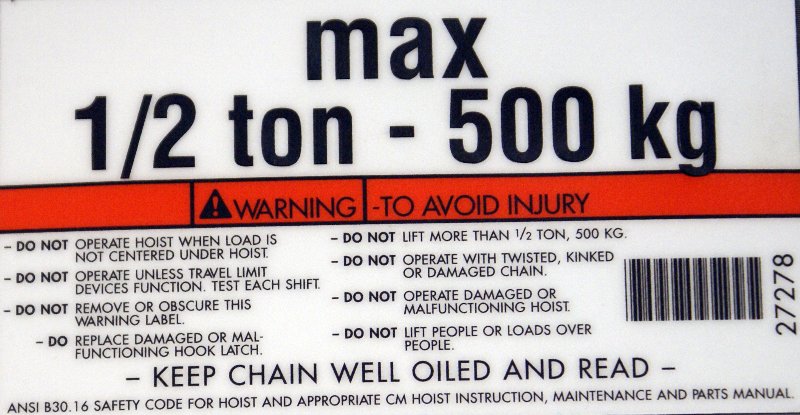 max
1/2 ton - 500 kg
WARNING -TO AVOID INJURY
- DO NOT OPERATE HOIST WHEN LOAD IS
NOT CENTERED UNDER HOIST.
- DO NOT OPERATE UNLESS TRAVEL LIMIT
DEVICES FUNCTION. TEST EACH SHIFT.
- DO NOT REMOVE OR OBSCURE THIS
WARNING LABEL.
- DO REPLACE DAMAGED OR MAL-
FUNCTIONING HOOK LATCH.
- DO NOT LIFT MORE THAN 1/2 TON, 500 KG.
- DO NOT OPERATE WITH TWISTED, KINKED
OR DAMAGED CHAIN.
- DO NOT OPERATE DAMAGED OR
MALFUNCTIONING HOIST.
- DO NOT LIFT PEOPLE OR LOADS OVER
PEOPLE.
27278
- KEEP CHAIN WELL OILED AND READ -
ANSI B30.16 SAFETY CODE FOR HOIST AND APPROPRIATE CM HOIST INSTRUCTION, MAINTENANCE AND PARTS MANUAL.